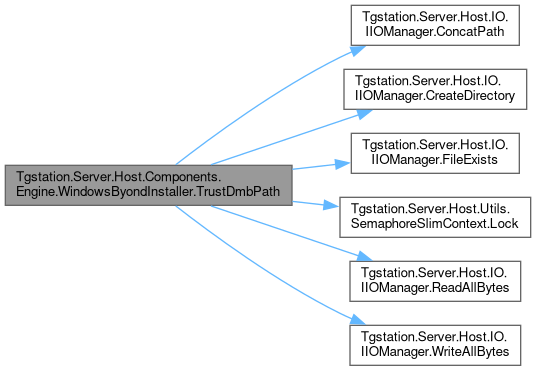 Tgstation.Server.Host.Components.
Engine.WindowsByondInstaller.TrustDmbPath
Tgstation.Server.Host.IO.
IIOManager.ConcatPath
Tgstation.Server.Host.IO.
IIOManager.CreateDirectory
Tgstation.Server.Host.IO.
IIOManager.FileExists
Tgstation.Server.Host.Utils.
SemaphoreSlimContext.Lock
Tgstation.Server.Host.IO.
IIOManager.ReadAllBytes
Tgstation.Server.Host.IO.
IIOManager.WriteAllBytes